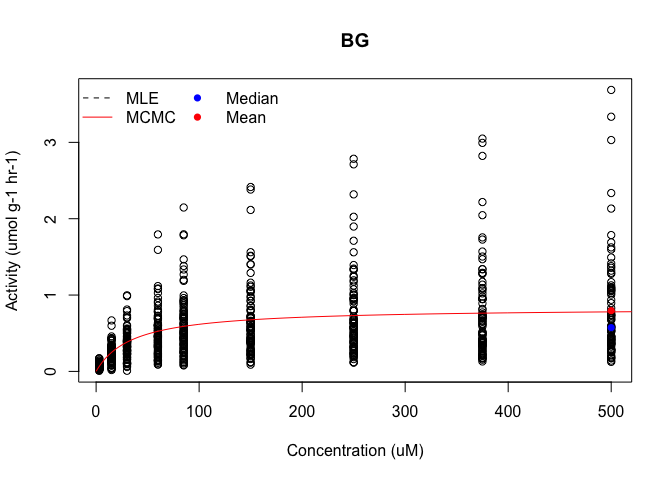 BG
MLE
MCMC
Median
Mean
Activity (umol g-1 hr-1)
3
2
1
0
0 100 200 300 400 500
Concentration (uM)